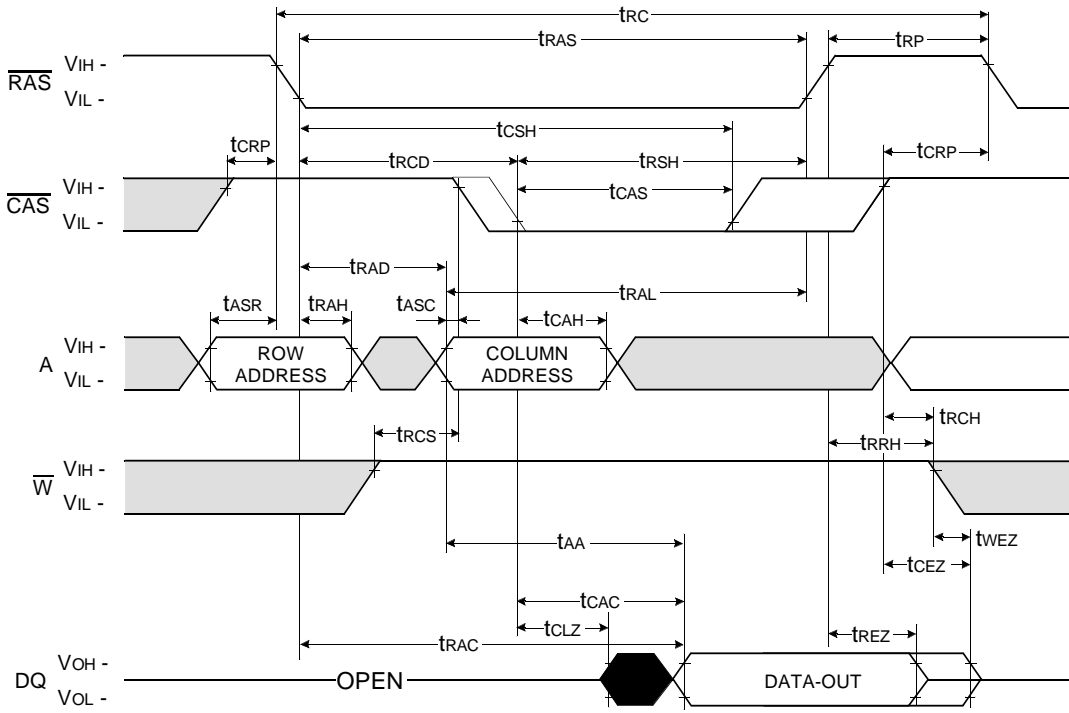 tRC
tRAS
tRP
RAS
VIH -
VIL -
tCSH
tCRP
tRCD
tRSH
tCRP
CAS
VIH -
VIL -
tCAS
tRAD
tRAL
tASR
tRAH
tASC
tCAH
A
VIH -
VIL -
ROW
ADDRESS
COLUMN
ADDRESS
tRCS
tRCH
tRRH
W
VIH -
VIL -
tAA
tWEZ
tCEZ
tCAC
tCLZ
tRAC
tREZ
DQ
VOH -
VOL -
OPEN
DATA-OUT